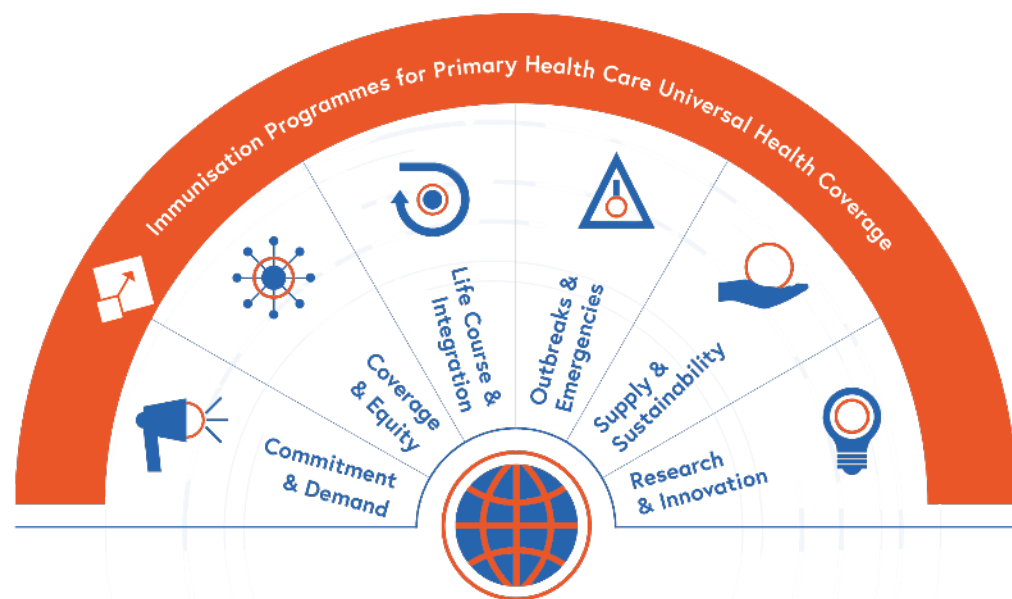 Immunisation Programmes for Primary Health Care Universal Health Coverage
Commitment
& Demand
Coverage
& Equity
Life Course &
Integration
Outbreaks &
Emergencies
Supply &
Sustainability
Research
& Innovation